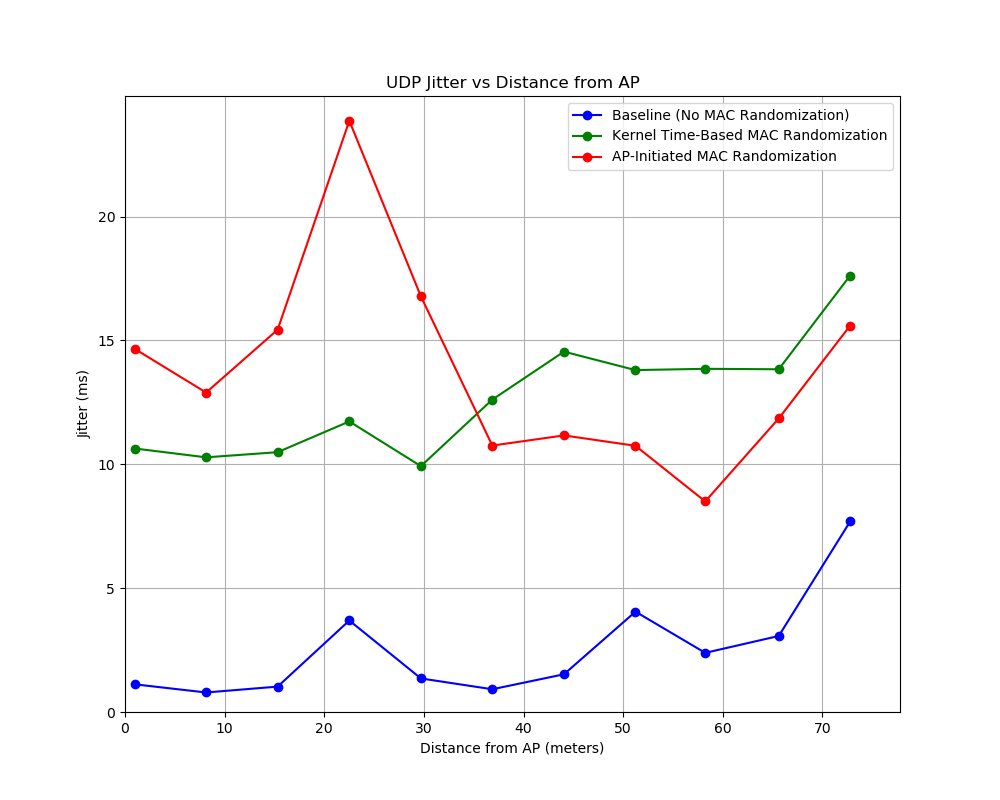 UDP Jitter vs Distance from AP
Baseline (No MAC Randomization)
Kernel Time-Based MAC Randomization
AP-Initiated MAC Randomization
Jitter (ms)
20
15
10
5
0
0 10 20 30 40 50 60 70
Distance from AP (meters)